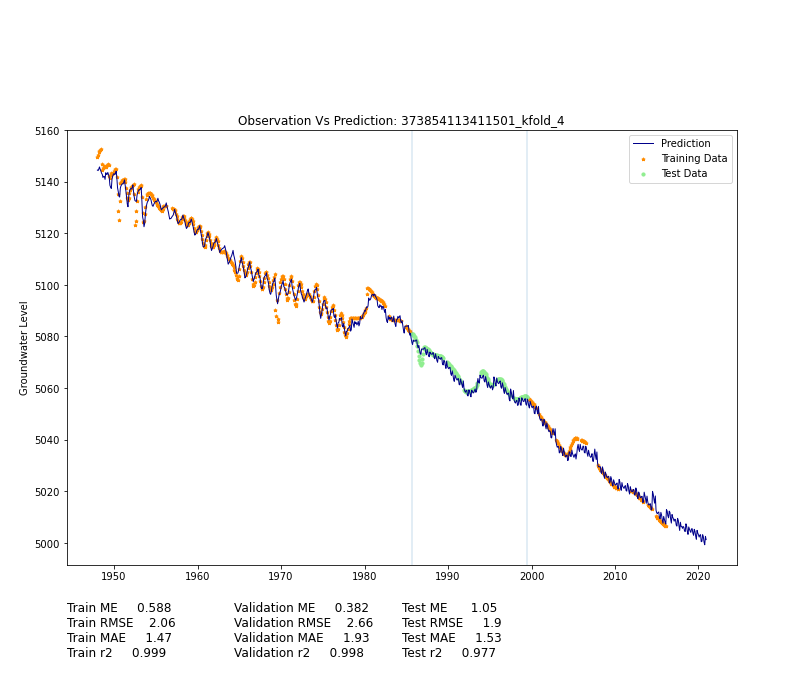 Observation Vs Prediction: 373854113411501_kfold_4
Prediction
Training Data
Test Data
Groundwater Level
5160
5140
5120
5100
5080
5060
5040
5020
5000
1950 1960 1970 1980 1990 2000 2010 2020
Train ME 0.588 Validation ME 0.382 Test ME 1.05
Train RMSE 2.06 Validation RMSE 2.66 Test RMSE 1.9
Train MAE 1.47 Validation MAE 1.93 Test MAE 1.53
Train r2 0.999 Validation r2 0.998 Test r2 0.977